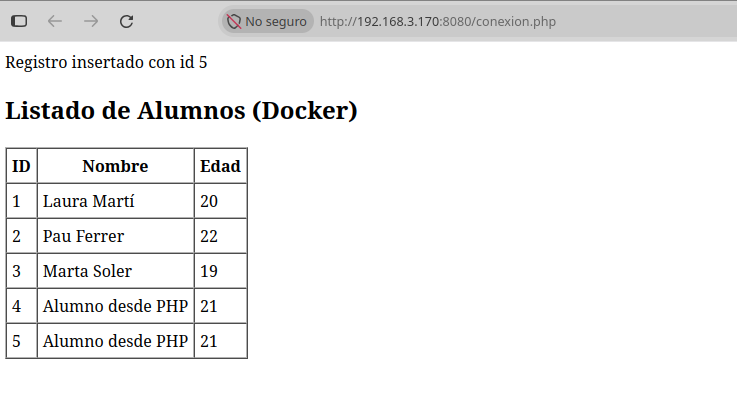 No seguro http://192.168.3.170:8080/conexion.php
Registro insertado con id 5
Listado de Alumnos (Docker)
ID Nombre Edad
1 Laura Martí 20
2 Pau Ferrer 22
3 Marta Soler 19
4 Alumno desde PHP 21
5 Alumno desde PHP 21